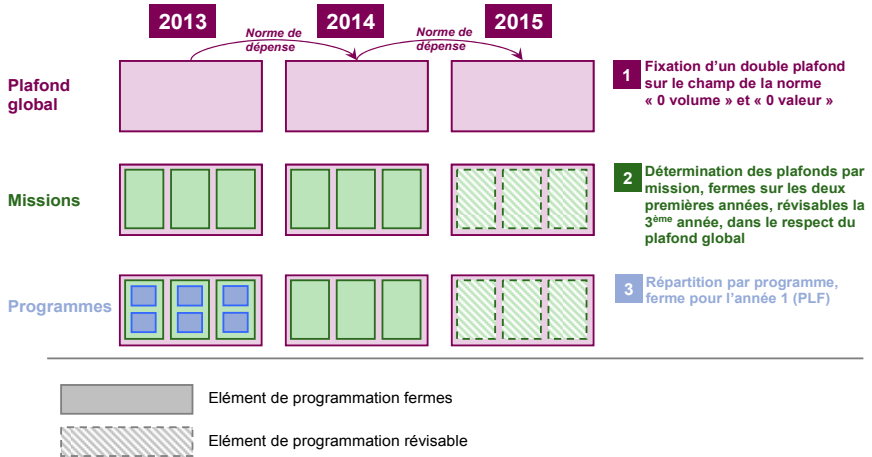 2013
2014
2015
Norme de
dépense
Norme de
dépense
Plafond
global
1
Fixation d'un double plafond
sur le champ de la norme
« 0 volume » et « 0 valeur »
Missions
2
Détermination des plafonds par
mission, fermes sur les deux
premières années, révisables la
3ème année, dans le respect du
plafond global
Programmes
3
Répartition par programme,
ferme pour l'année 1 (PLF)
Elément de programmation fermes
Elément de programmation révisable